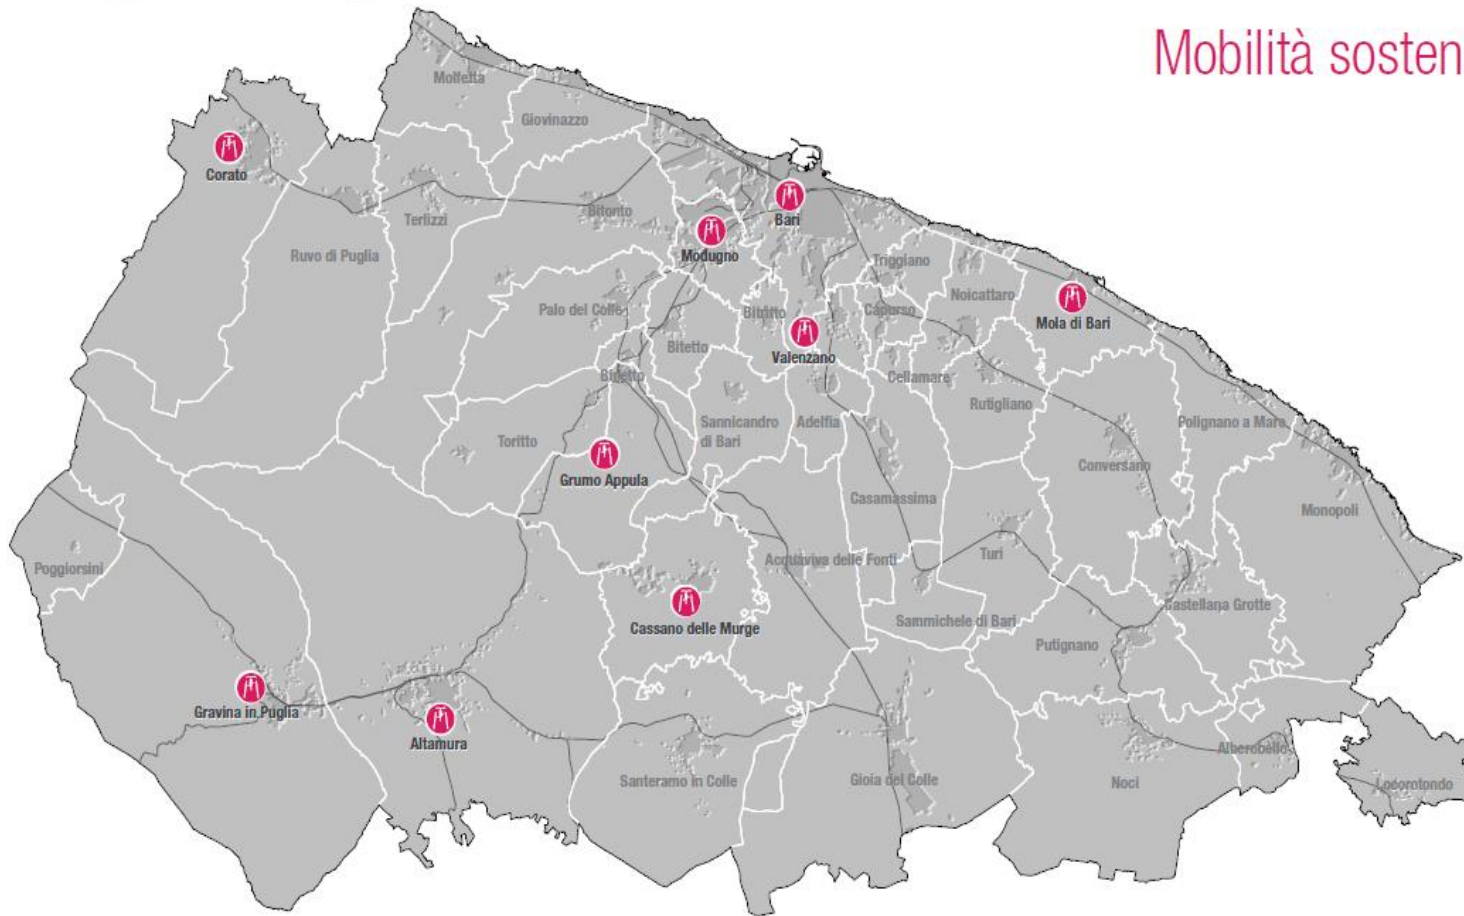 Mobilità sosten
Molfetta
Giovinazzo
Corato
Terlizzi
Bitonto
Bari
Ruvo di Puglia
Modugno
Triggiano
Palo del Colle
Bitritto
Capurso
Noicattaro
Mola di Bari
Bitetto
Valenzano
Binetto
Cellamare
Rutigliano
Toritto
Sannicandro
di Bari
Adelfia
Polignano a Mare
Grumo Appula
Conversano
Casamassima
Monopoli
Poggiorsini
Acquaviva delle Fonti
Turi
Castellana Grotte
Cassano delle Murge
Sammichele di Bari
Putignano
Gravina in Puglia
Altamura
Santeramo in Colle
Gioia del Colle
Noci
Alberobello
Locorotondo